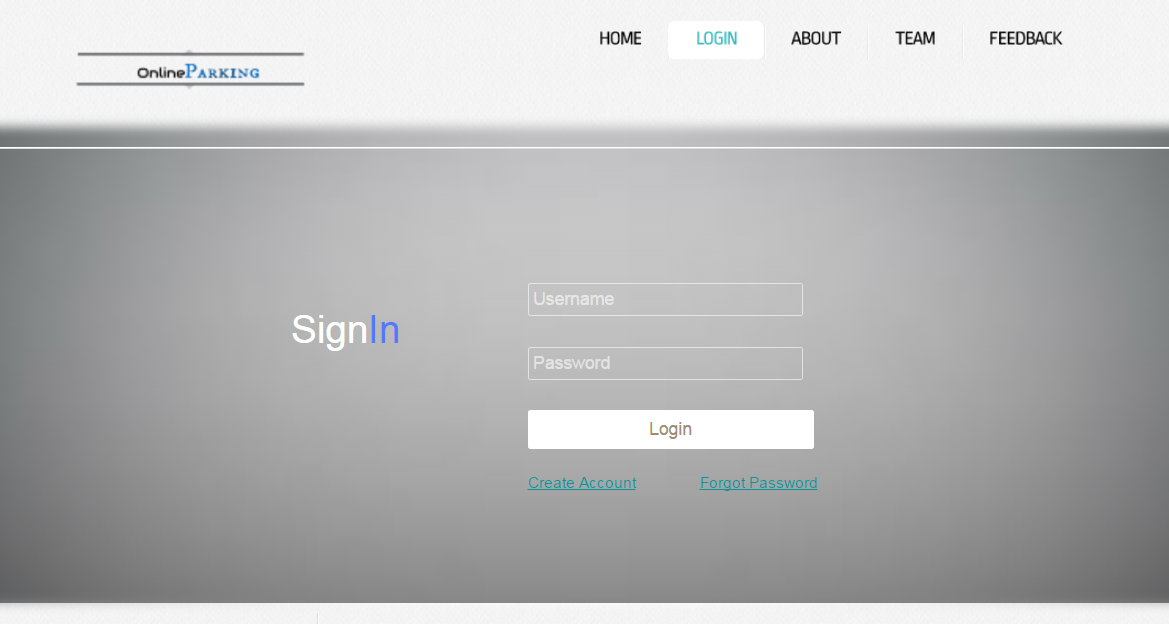 HOME LOGIN ABOUT TEAM FEEDBACK
OnlineParking
Username
SignIn
Password
Login
Create Account Forgot Password